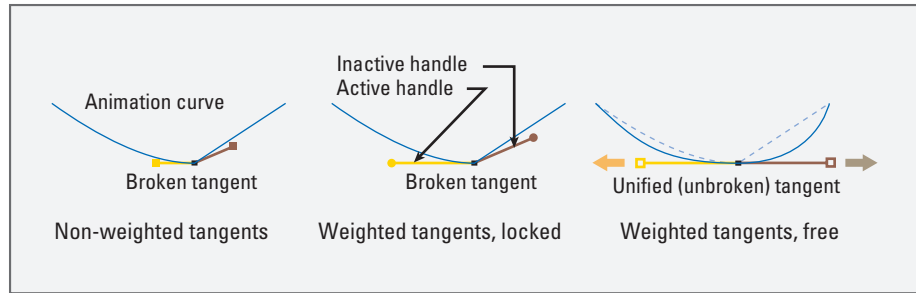 Inactive handle
Active handle
Animation curve
Broken tangent
Broken tangent
Unified (unbroken) tangent
Non-weighted tangents
Weighted tangents, locked
Weighted tangents, free